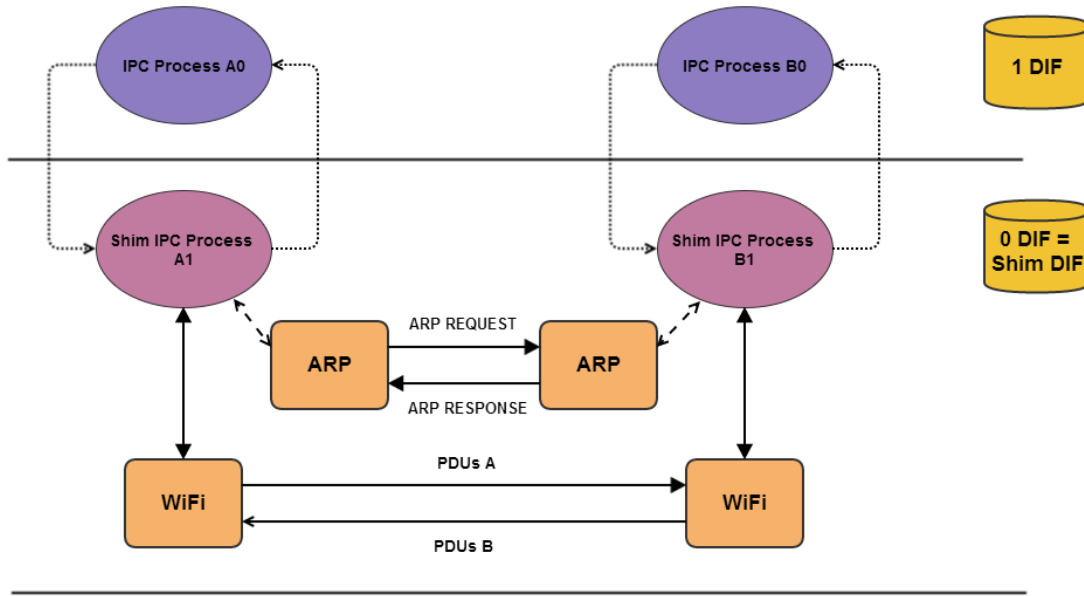 IPC Process A0
IPC Process B0
1 DIF
Shim IPC Process
A1
Shim IPC Process
B1
0 DIF =
Shim DIF
ARP REQUEST
ARP
ARP
ARP RESPONSE
PDUs A
WiFi
WiFi
PDUs B